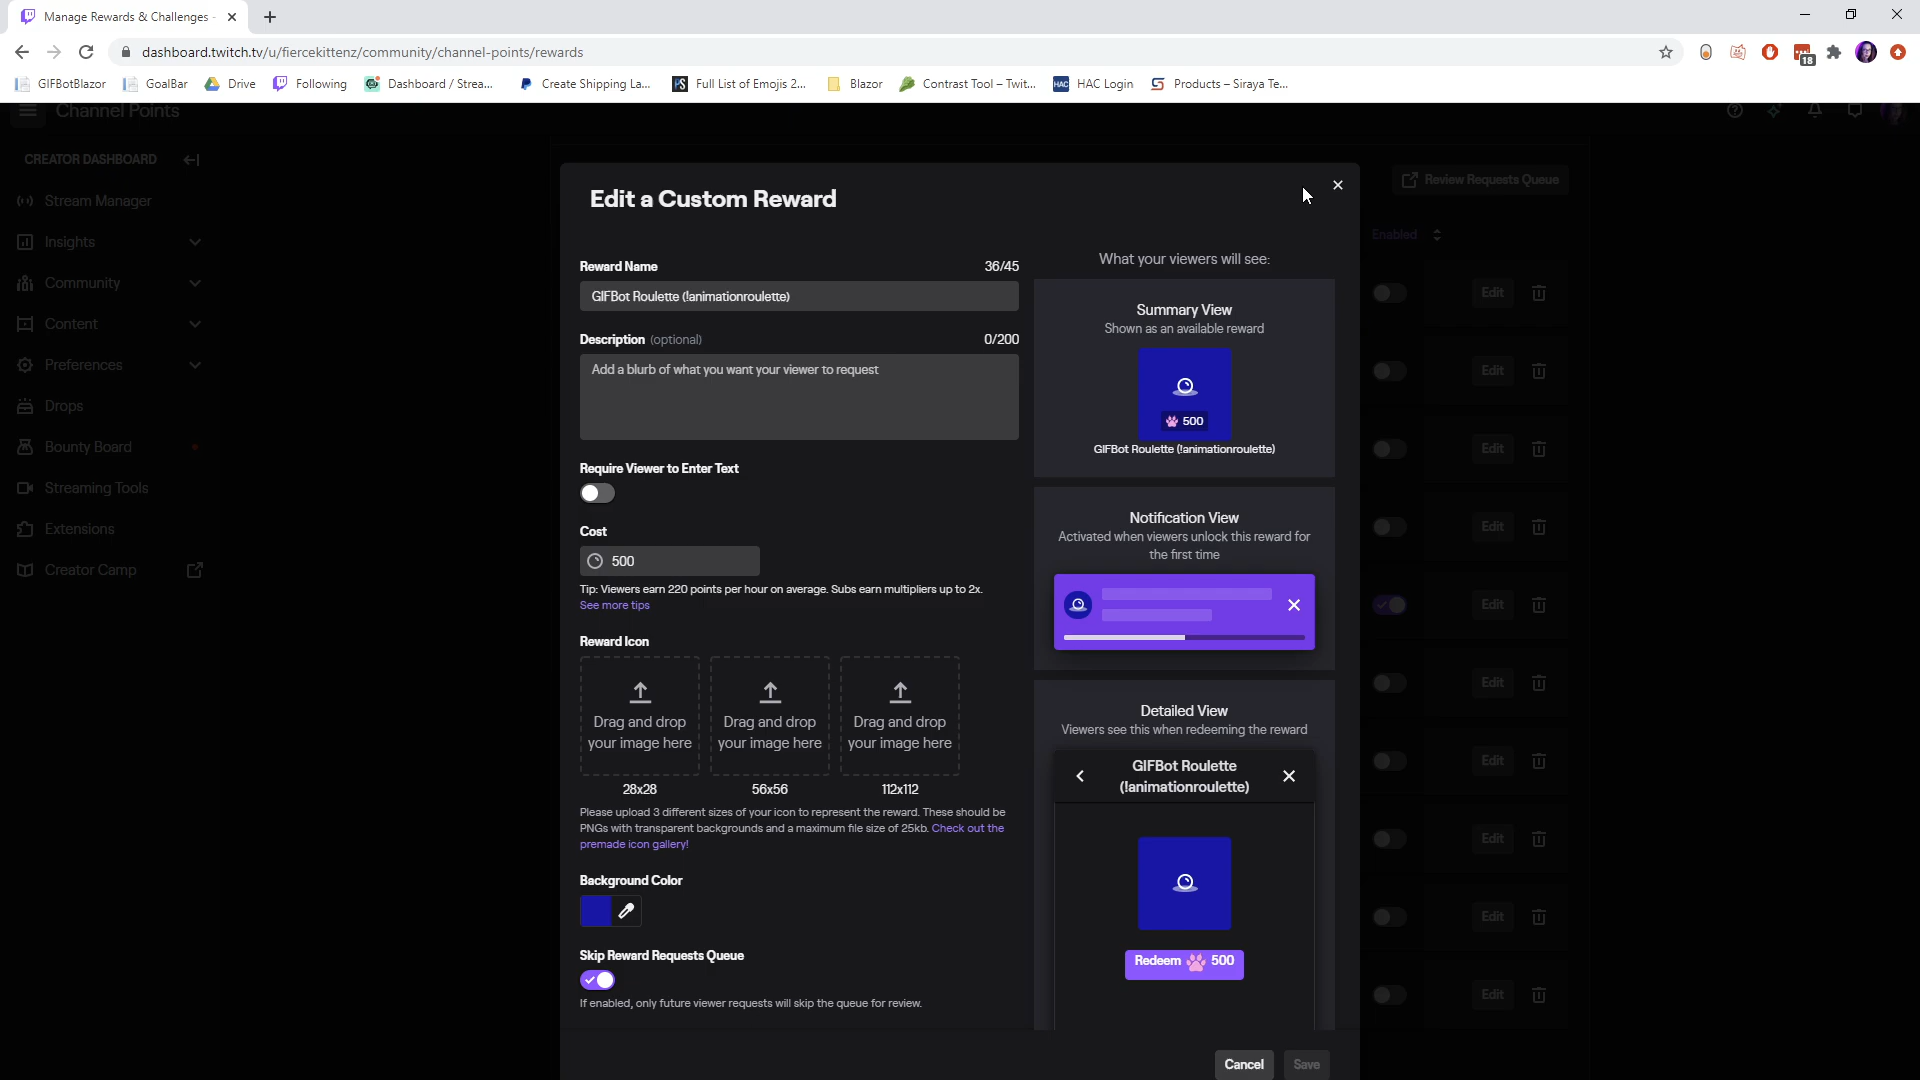 Manage Rewards & Challenges -
dashboard.twitch.tv/u/fiercekittenz/community/channel-points/rewards
18
GIFBotBlazor
GoalBar
Drive
Following
Dashboard / Strea...
Create Shipping La...
Full List of Emojis 2...
Blazor
Contrast Tool – Twit...
HAC
HAC Login
Products – Siraya Te...
Channel Points
CREATOR DASHBOARD
Stream Manager
Insights
Community
Content
Preferences
Drops
Bounty Board
Streaming Tools
Extensions
Creator Camp
Review Requests Queue
Enabled
Edit
Edit
Edit
Edit
Edit
Edit
Edit
Edit
Edit
Edit
Edit a Custom Reward
Reward Name
36/45
GIFBot Roulette (!animationroulette)
Description (optional)
0/200
Add a blurb of what you want your viewer to request
Require Viewer to Enter Text
Cost
500
Tip: Viewers earn 220 points per hour on average. Subs earn multipliers up to 2x.
See more tips
Reward Icon
Drag and drop
your image here
Drag and drop
your image here
Drag and drop
your image here
28x28
56x56
112x112
Please upload 3 different sizes of your icon to represent the reward. These should be
PNGs with transparent backgrounds and a maximum file size of 25kb. Check out the
premade icon gallery!
Background Color
Skip Reward Requests Queue
If enabled, only future viewer requests will skip the queue for review.
What your viewers will see:
Summary View
Shown as an available reward
500
GIFBot Roulette (!animationroulette)
Notification View
Activated when viewers unlock this reward for
the first time
Detailed View
Viewers see this when redeeming the reward
GIFBot Roulette
(!animationroulette)
Redeem 500
Cancel
Save